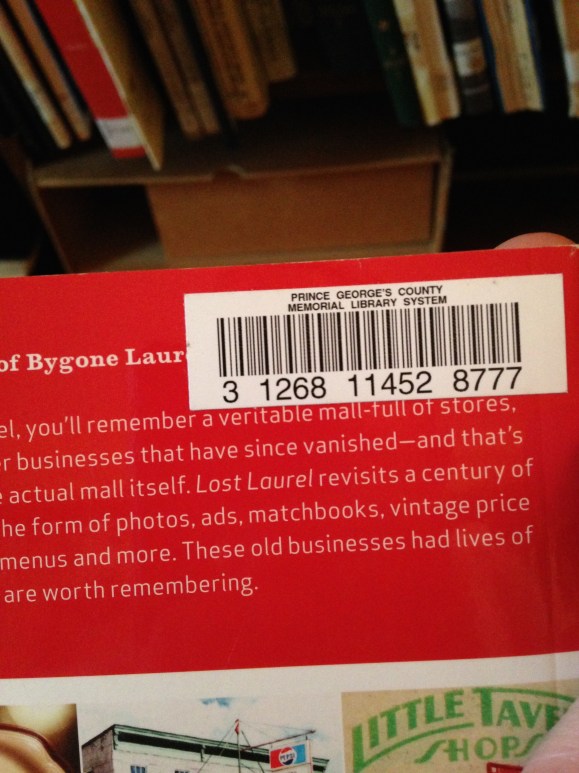 PRINCE GEORGE'S COUNTY
MEMORIAL LIBRARY SYSTEM
3 1268 11452 8777
of Bygone Laur
el, you'll remember a veritable mall-full of stores,
r businesses that have since vanished—and that's
e actual mall itself. Lost Laurel revisits a century of
he form of photos, ads, matchbooks, vintage price
menus and more. These old businesses had lives of
are worth remembering.
PEPSI
LITTLE TAVE
SHOPS